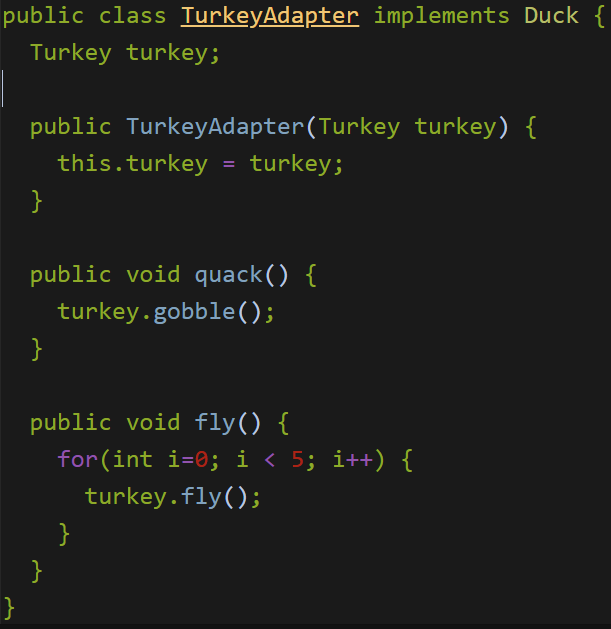 public class TurkeyAdapter implements Duck {
  Turkey turkey;

  public TurkeyAdapter(Turkey turkey) {
    this.turkey = turkey;
  }

  public void quack() {
    turkey.gobble();
  }

  public void fly() {
    for(int i=0; i < 5; i++) {
      turkey.fly();
    }
  }
}